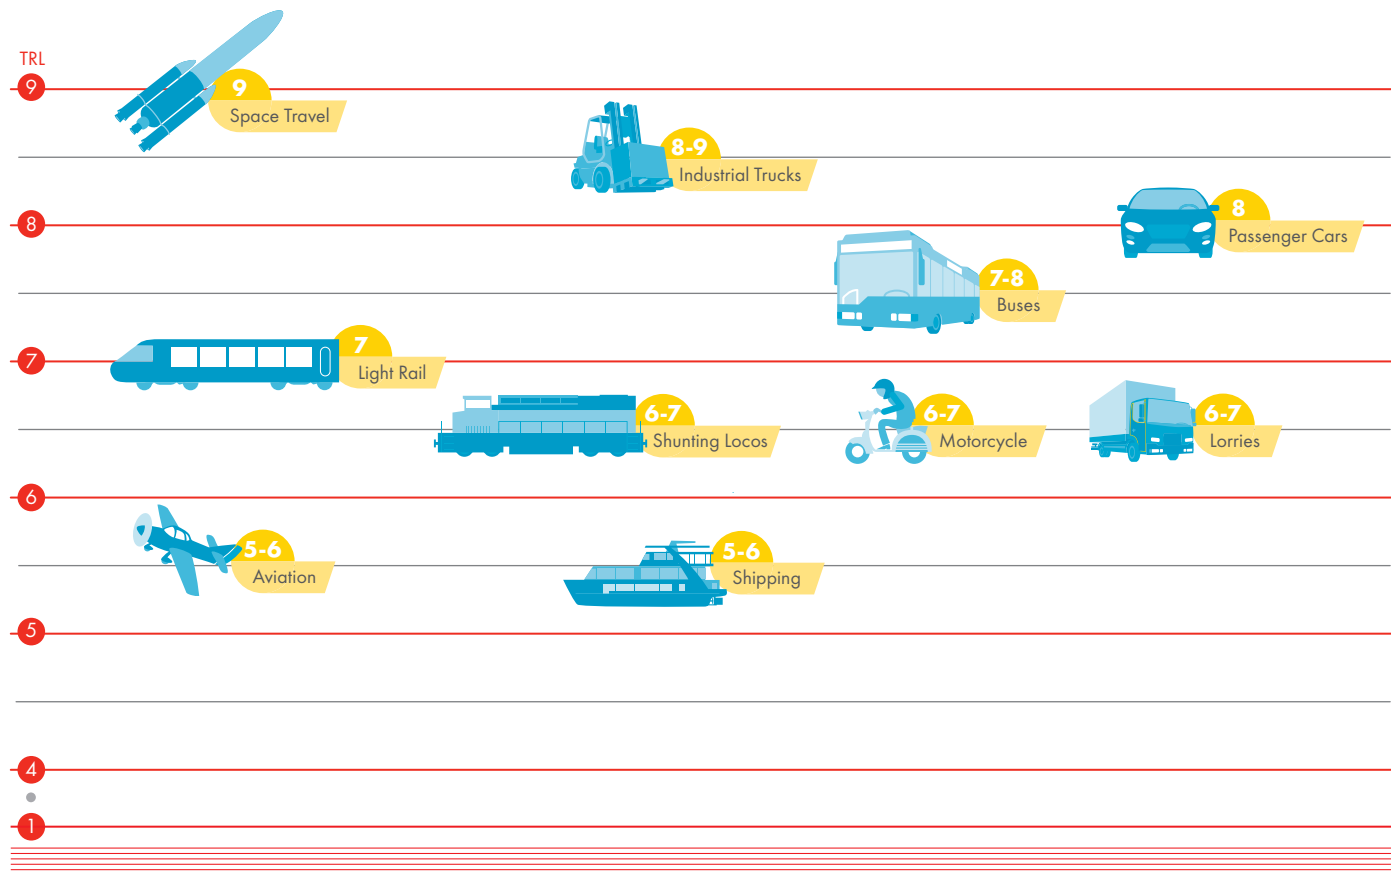 TRL
9
9
Space Travel
8-9
Industrial Trucks
8
8
Passenger Cars
7-8
Buses
7
7
Light Rail
6-7
Shunting Locos
6-7
Motorcycle
6-7
Lorries
6
5-6
Aviation
5-6
Shipping
5
4
1